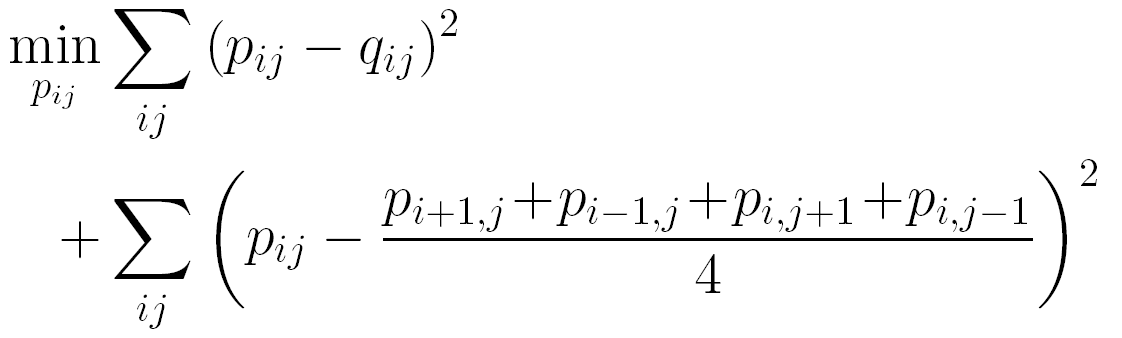 \min_{p_{ij}} \sum_{ij} (p_{ij} - q_{ij})^2
+ \sum_{ij} \left( p_{ij} - \frac{p_{i+1,j} + p_{i-1,j} + p_{i,j+1} + p_{i,j-1}}{4} \right)^2